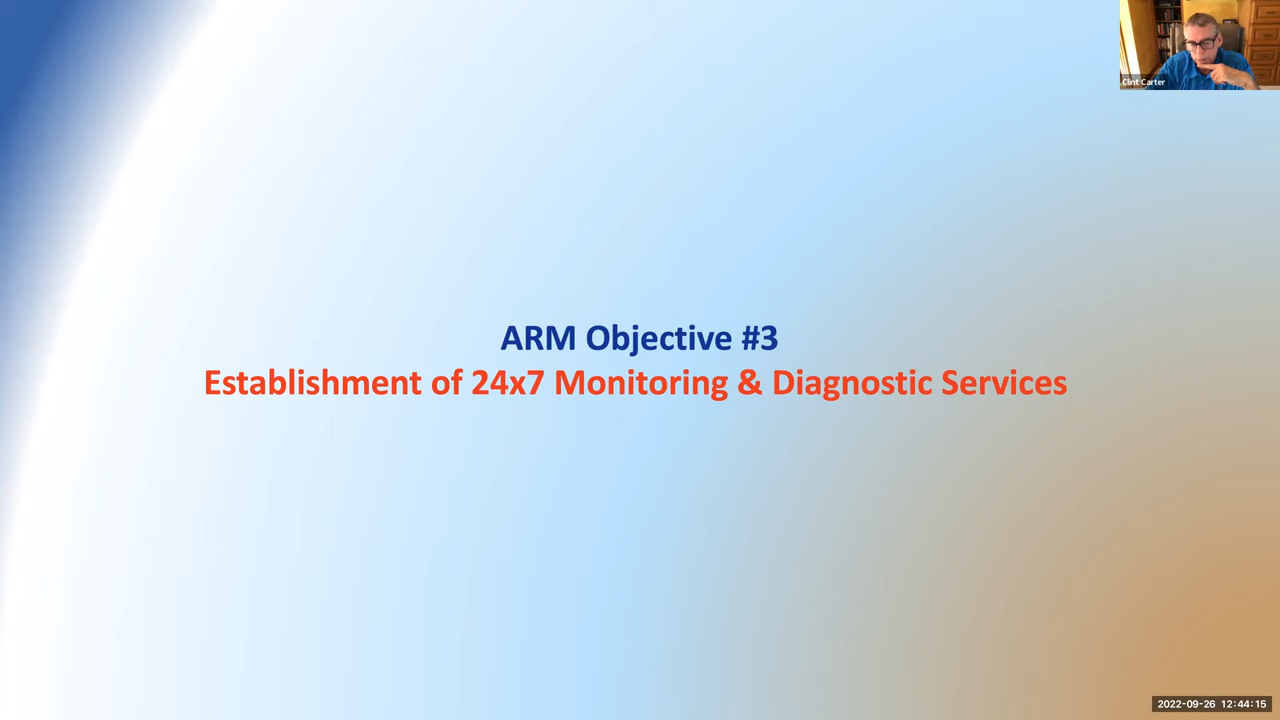 Clint Carter
ARM Objective #3
Establishment of 24x7 Monitoring & Diagnostic Services
2022-09-26 12:44:15